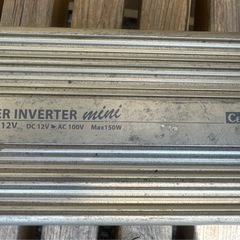 ER INVERTER mini
12V DC 12V▶AC 100V Max150W